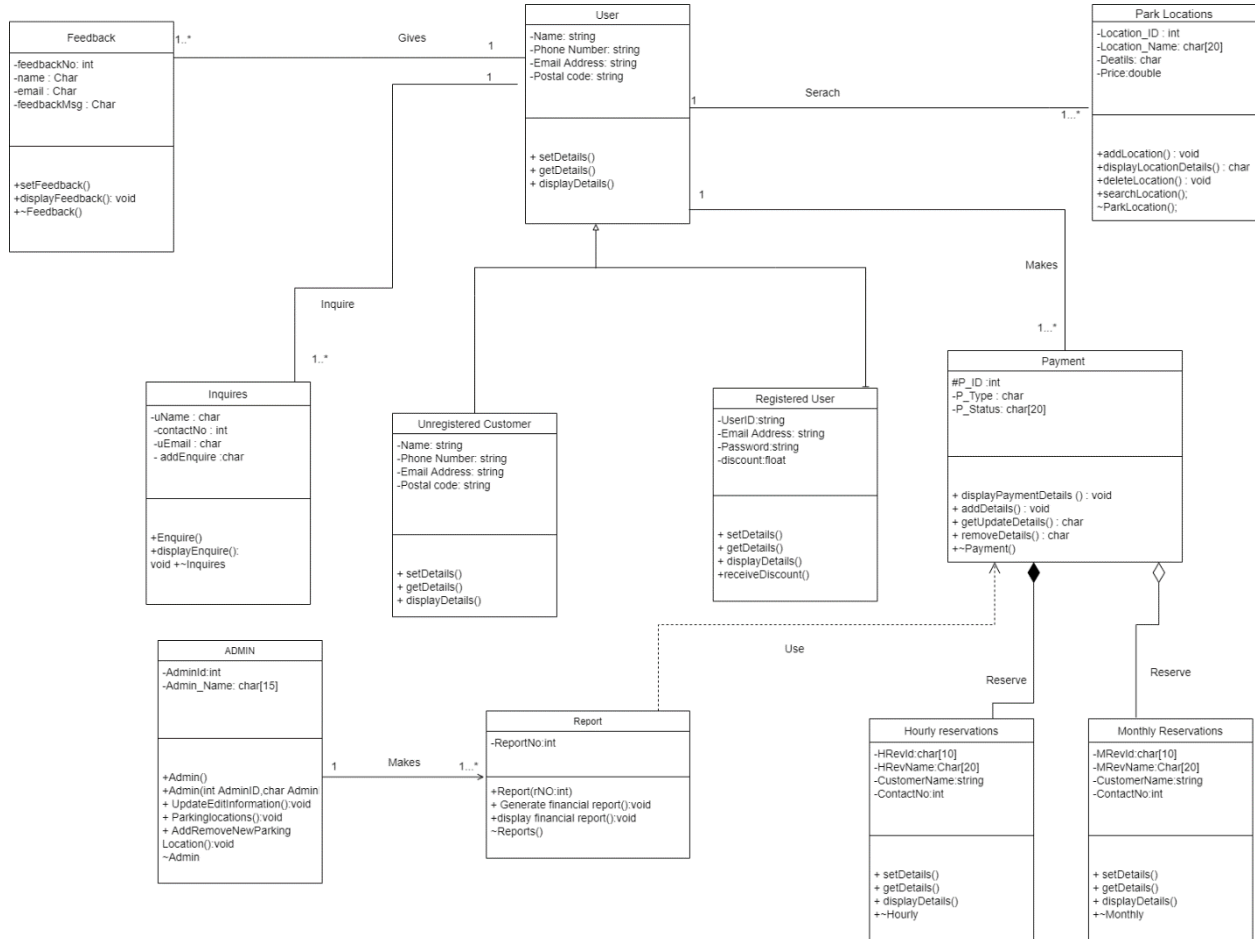 Feedback
-feedbackNo: int
-name : Char
-email : Char
-feedbackMsg : Char
+setFeedback()
+displayFeedback(): void
+~Feedback()
1..*
Gives
1
User
-Name: string
-Phone Number: string
-Email Address: string
-Postal code: string
+ setDetails()
+ getDetails()
+ displayDetails()
1
Inquire
1..*
1
Serach
1...*
Park Locations
-Location_ID : int
-Location_Name: char[20]
-Deatils: char
-Price:double
+addLocation() : void
+displayLocationDetails() : char
+deleteLocation() : void
+searchLocation();
~ParkLocation();
1
Makes
1...*
Inquires
-uName : char
-contactNo : int
-uEmail : char
- addEnquire :char
+Enquire()
+displayEnquire():
void +~Inquires
Unregistered Customer
-Name: string
-Phone Number: string
-Email Address: string
-Postal code: string
+ setDetails()
+ getDetails()
+ displayDetails()
Registered User
-UserID:string
-Email Address: string
-Password:string
-discount:float
+ setDetails()
+ getDetails()
+ displayDetails()
+receiveDiscount()
Payment
#P_ID :int
-P_Type : char
-P_Status: char[20]
+ displayPaymentDetails () : void
+ addDetails() : void
+ getUpdateDetails() : char
+ removeDetails() : char
+~Payment()
ADMIN
-AdminId:int
-Admin_Name: char[15]
+Admin()
+Admin(int AdminID,char Admin
+ UpdateEditInformation():void
+ Parkinglocations():void
+ AddRemoveNewParking
Location():void
~Admin
1
Makes
1...*
Report
-ReportNo:int
+Report(rNO:int)
+ Generate financial report():void
+display financial report():void
~Reports()
Use
Reserve
Reserve
Hourly reservations
-HRevId:char[10]
-HRevName:Char[20]
-CustomerName:string
-ContactNo:int
+ setDetails()
+ getDetails()
+ displayDetails()
+~Hourly
Monthly Reservations
-MRevId:char[10]
-MRevName:Char[20]
-CustomerName:string
-ContactNo:int
+ setDetails()
+ getDetails()
+ displayDetails()
+~Monthly